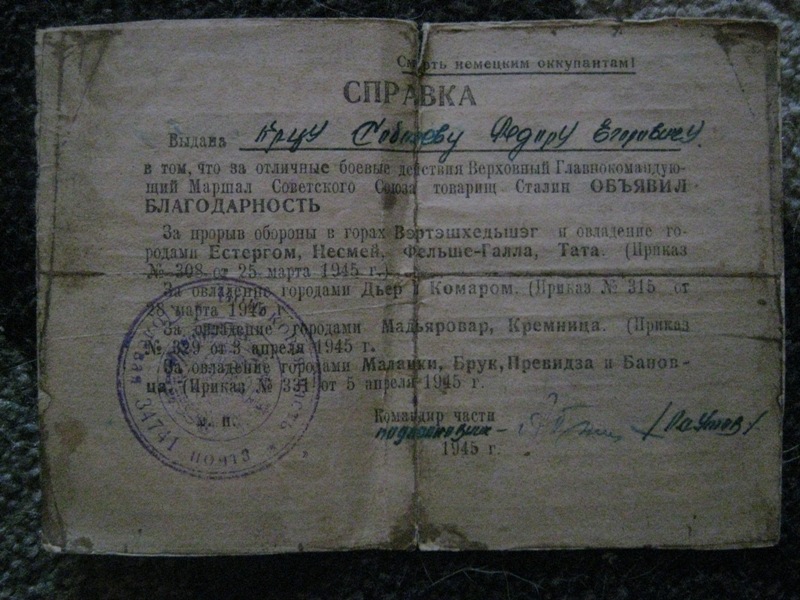 Смерть немецким оккупантам!
СПРАВКА
Выдана Федору Егоровичу
в том, что за отличные боевые действия Верховный Главнокомандую-
щий Маршал Советского Союза товарищ Сталин ОБЪЯВИЛ
БЛАГОДАРНОСТЬ
За прорыв обороны в горах Вэртэшхедьшэг и овладение го-
родами Естергом, Несмей, Фельше-Галла, Тата. (Приказ
№ 308 от 25 марта 1945 г.).
За овладение городами Дьер и Комаром. (Приказ № 315 от
28 марта 1945
За овладение городами Мадьяровар, Кремница. (Приказ
№ 329 от 3 апреля 1945 г.
За овладение городами Малацки, Брук, Превидза и Банов-
ца. (Приказ № 331 от 5 апреля 1945 г.
м. п.
34741 почта
Командир части
подполковник
1945 г.